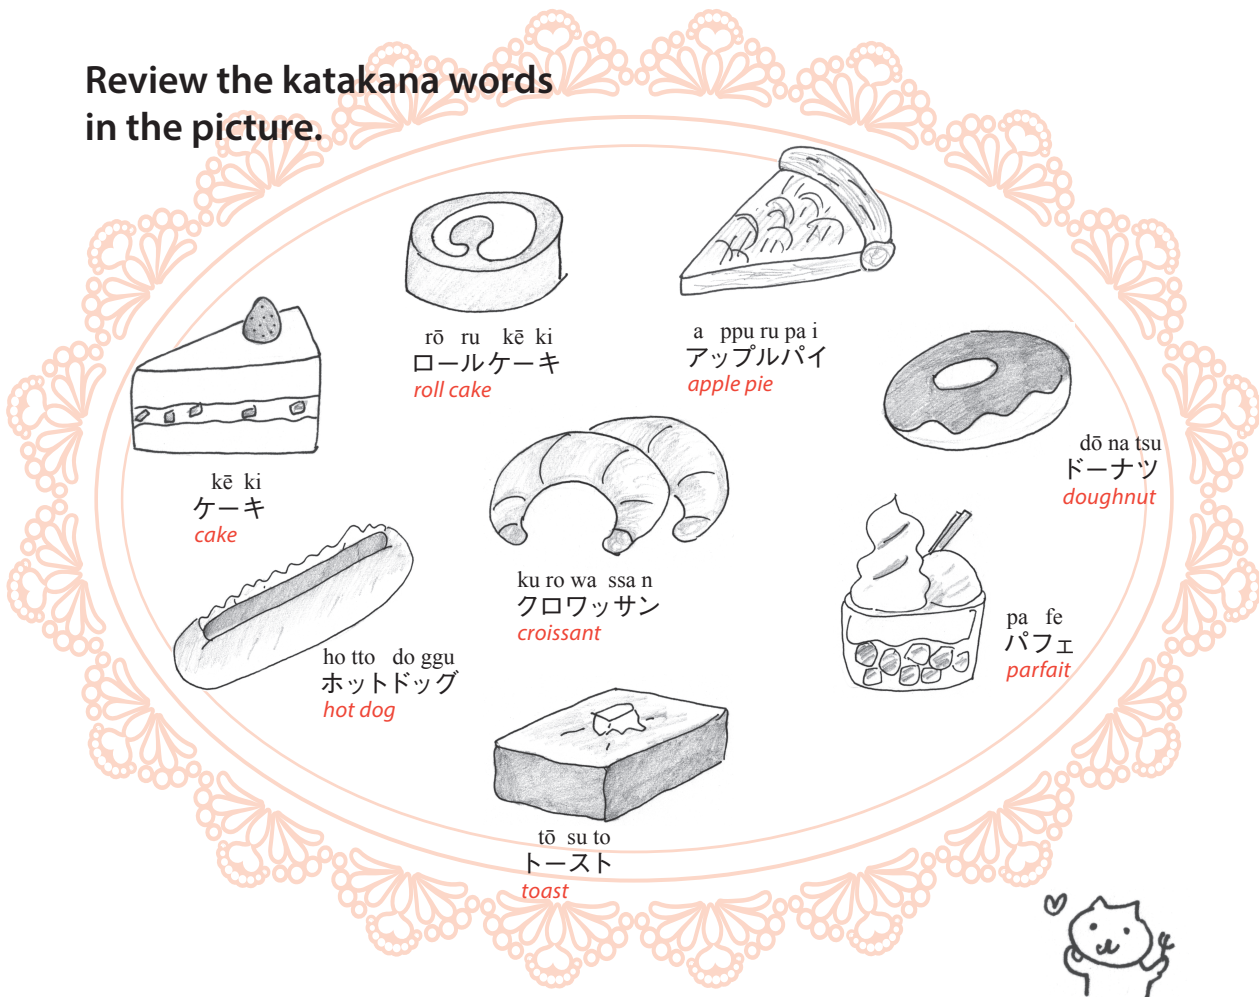 Review the katakana words
in the picture.
rō ru kē ki
ロールケーキ
roll cake
a ppu ru pa i
アップルパイ
apple pie
kē ki
ケーキ
cake
dō na tsu
ドーナツ
doughnut
ku ro wa ssa n
クロワッサン
croissant
ho tto do ggu
ホットドッグ
hot dog
pa fe
パフェ
parfait
tō su to
トースト
toast